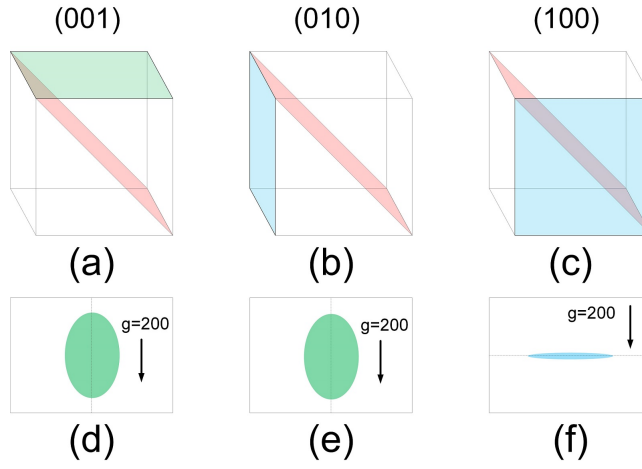 (001) (010) (100)
(a) (b) (c)
g=200 g=200 g=200
(d) (e) (f)